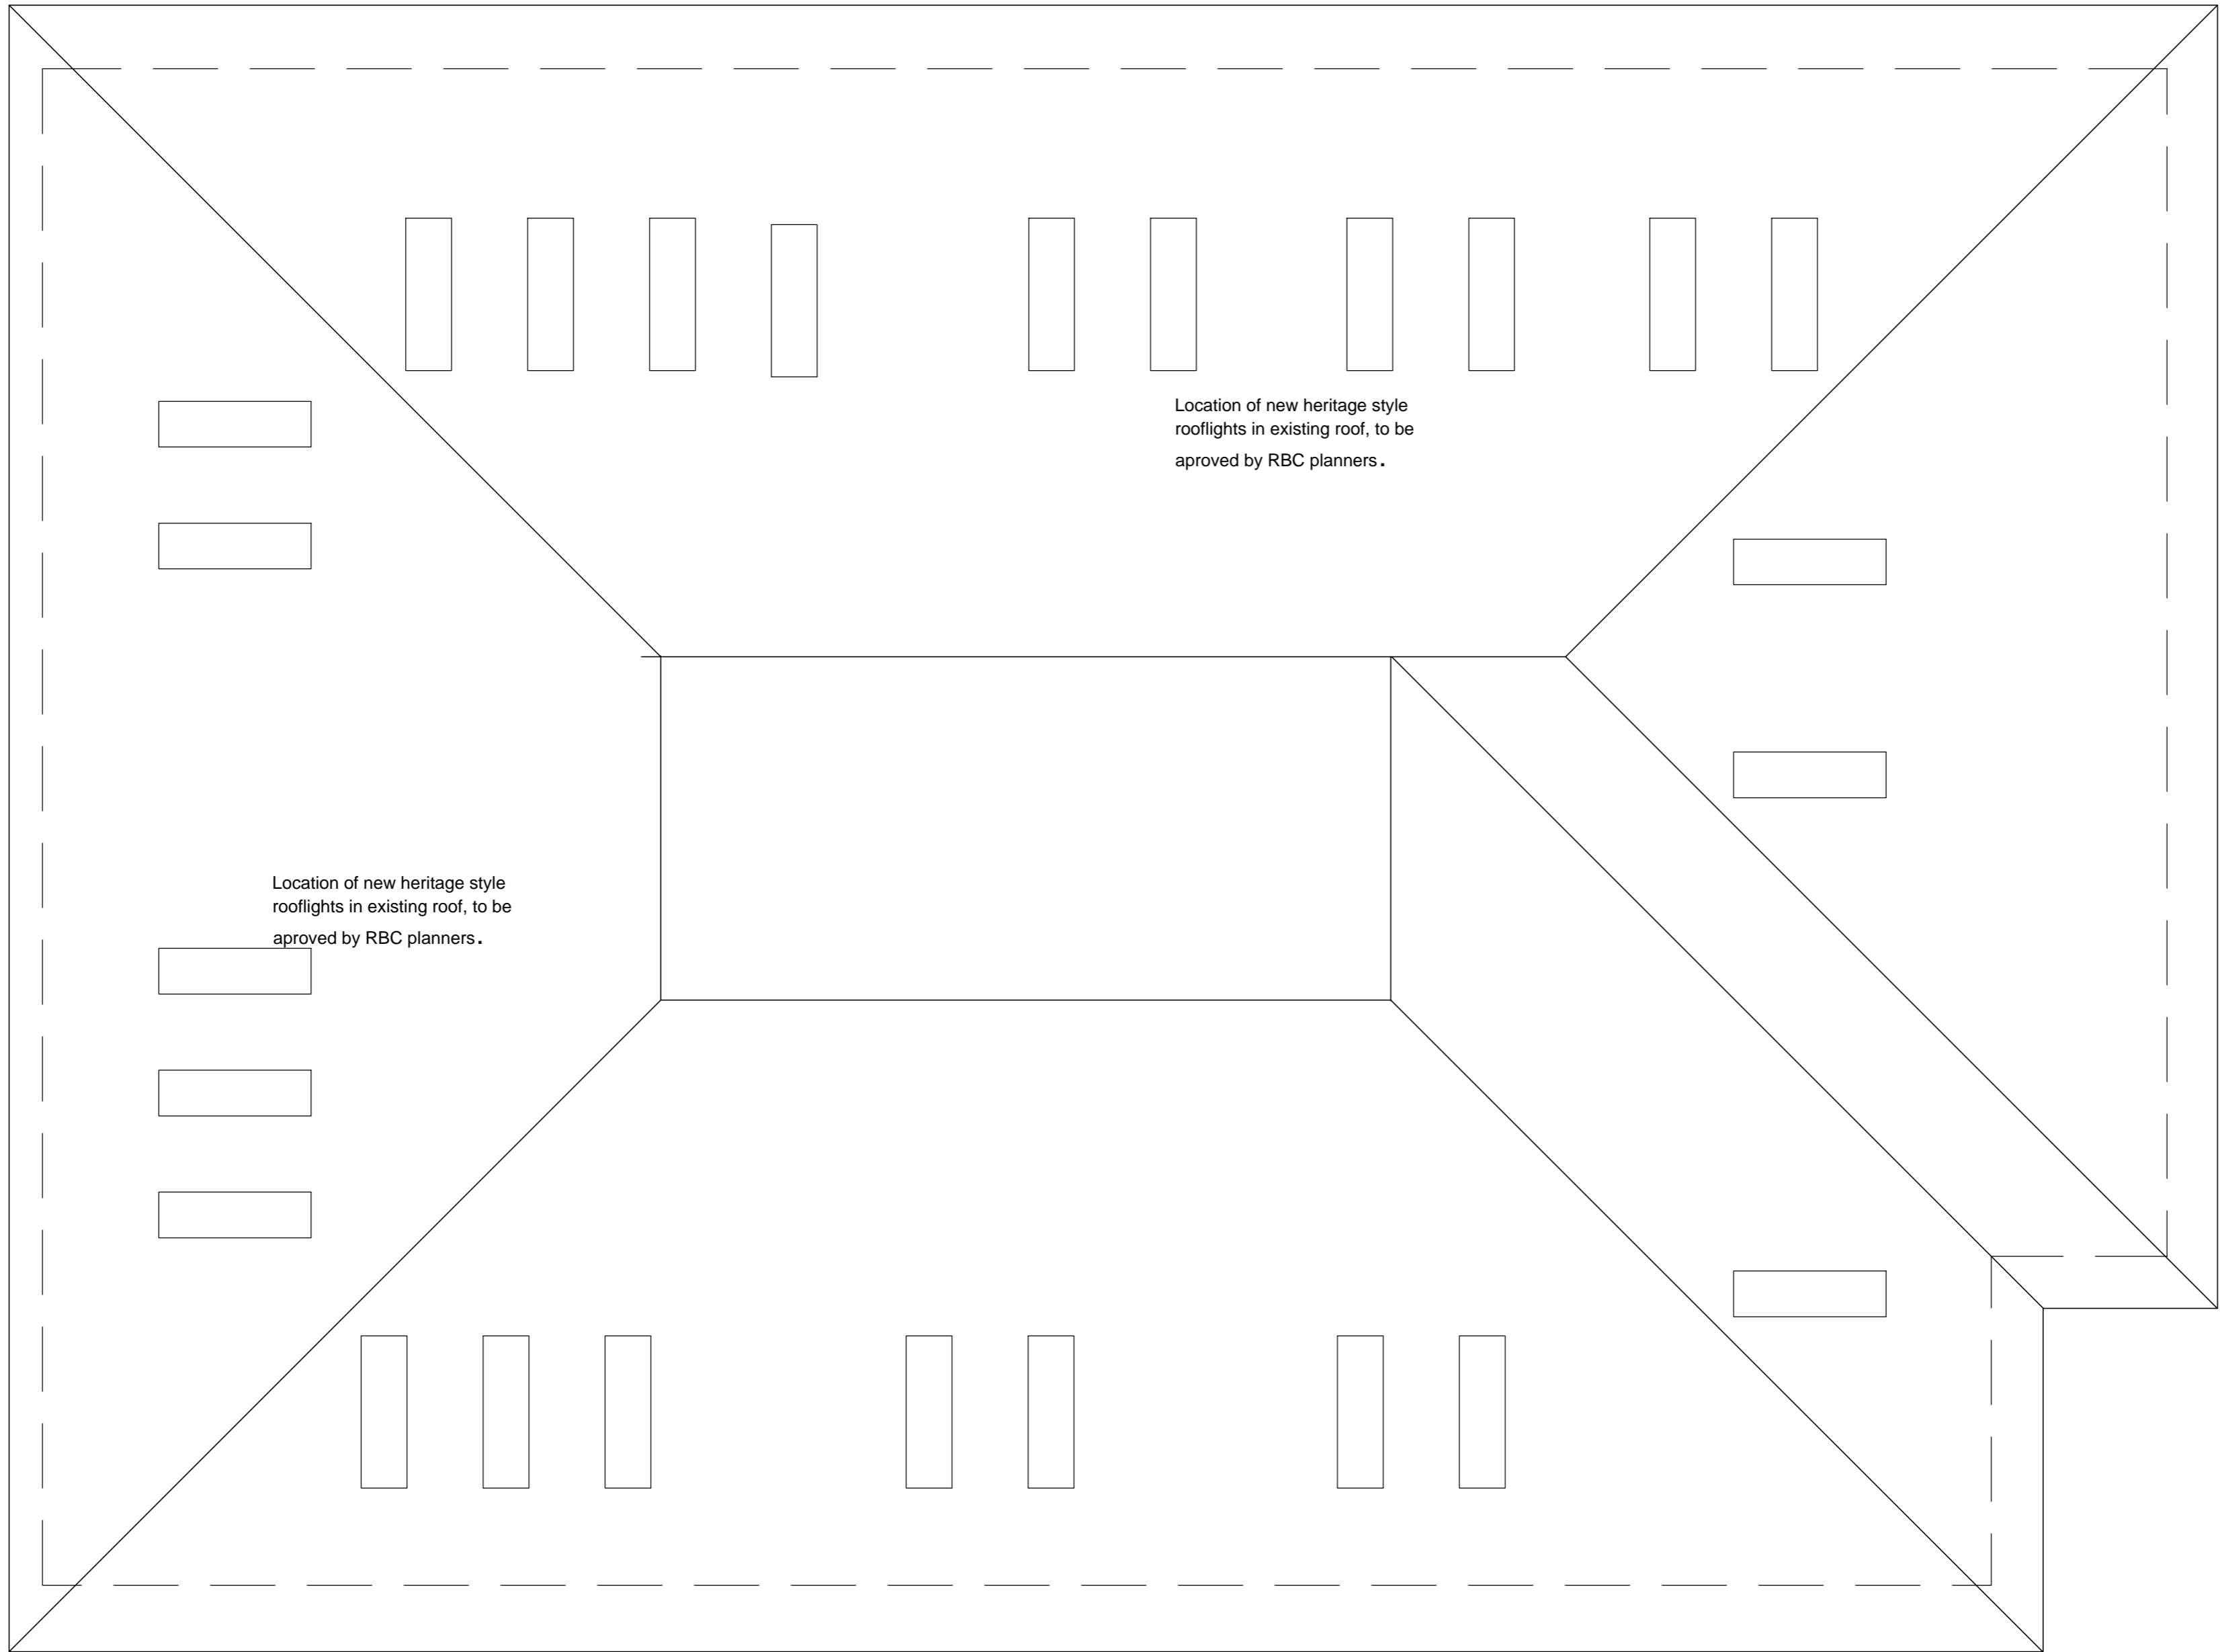 Location of new heritage style
rooflights in existing roof, to be
aproved by RBC planners.
Location of new heritage style
rooflights in existing roof, to be
aproved by RBC planners.